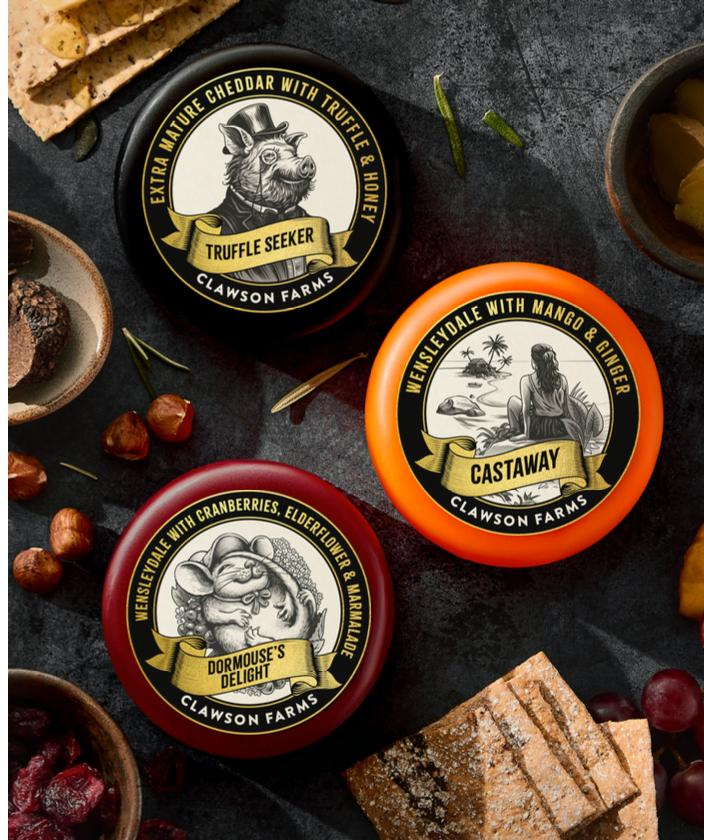 EXTRA MATURE CHEDDAR WITH TRUFFLE & HONEY
TRUFFLE SEEKER
CLAWSON FARMS
WENSLEYDALE WITH MANGO & GINGER
CASTAWAY
CLAWSON FARMS
WENSLEYDALE WITH CRANBERRIES, ELDERFLOWER & MARMALADE
DORMOUSE'S
DELIGHT
CLAWSON FARMS